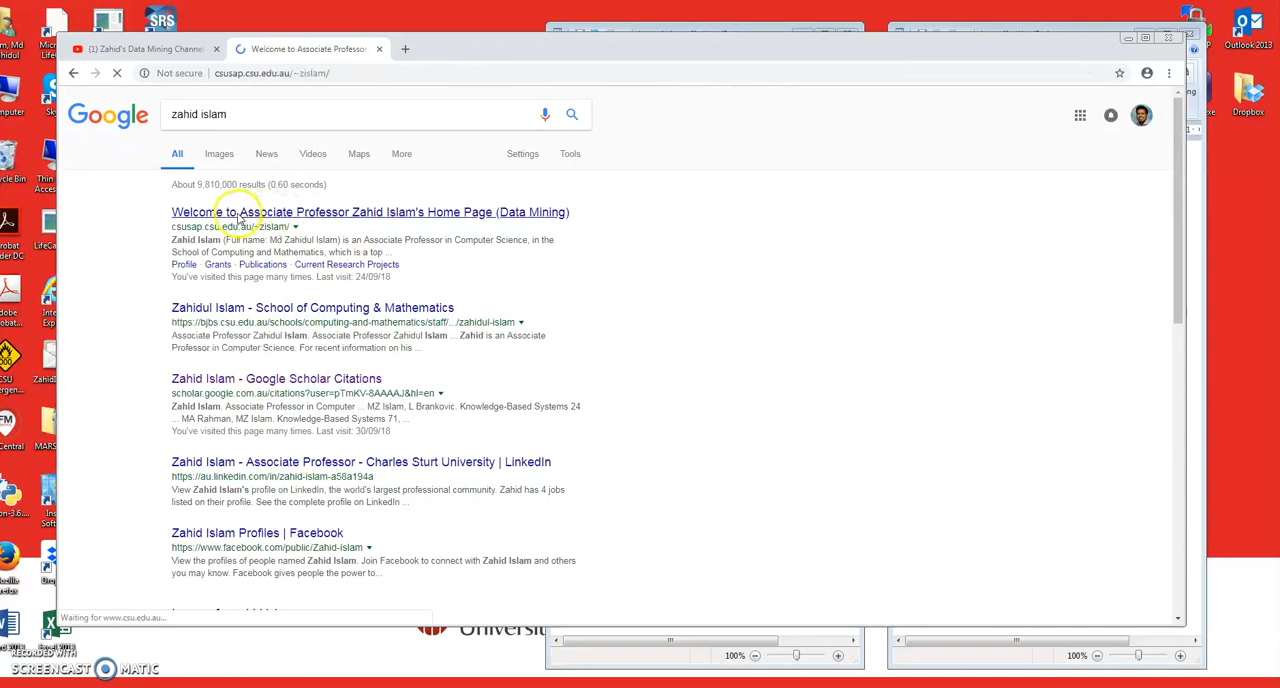 SRS
Outlook 2013
Dropbox
(1) Zahid's Data Mining Channel
Welcome to Associate Professor
Not secure
csusap.csu.edu.au/~zislam/
Google
zahid islam
All
Images
News
Videos
Maps
More
Settings
Tools
About 9,810,000 results (0.60 seconds)
Welcome to Associate Professor Zahid Islam's Home Page (Data Mining)
csusap.csu.edu.au/~zislam/
Zahid Islam (Full name: Md Zahidul Islam) is an Associate Professor in Computer Science, in the
School of Computing and Mathematics, which is a top ...
Profile · Grants · Publications · Current Research Projects
You've visited this page many times. Last visit: 24/09/18
Zahidul Islam - School of Computing & Mathematics
https://bjbs.csu.edu.au/schools/computing-and-mathematics/staff/.../zahidul-islam
Associate Professor Zahidul Islam. Associate Professor Zahidul Islam ... Zahid is an Associate
Professor in Computer Science. For recent information on his ...
Zahid Islam - Google Scholar Citations
scholar.google.com.au/citations?user=pTmKV-8AAAAJ&hl=en
Zahid Islam. Associate Professor in Computer ... MZ Islam, L Brankovic. Knowledge-Based Systems 24
... MA Rahman, MZ Islam. Knowledge-Based Systems 71, ...
You've visited this page many times. Last visit: 30/09/18
Zahid Islam - Associate Professor - Charles Sturt University | LinkedIn
https://au.linkedin.com/in/zahid-islam-a58a194a
View Zahid Islam's profile on LinkedIn, the world's largest professional community. Zahid has 4 jobs
listed on their profile. See the complete profile on LinkedIn ...
Zahid Islam Profiles | Facebook
https://www.facebook.com/public/Zahid-Islam
View the profiles of people named Zahid Islam. Join Facebook to connect with Zahid Islam and others
you may know. Facebook gives people the power to...
Waiting for www.csu.edu.au...
100%
100%
RECORDED WITH
SCREENCAST MATIC